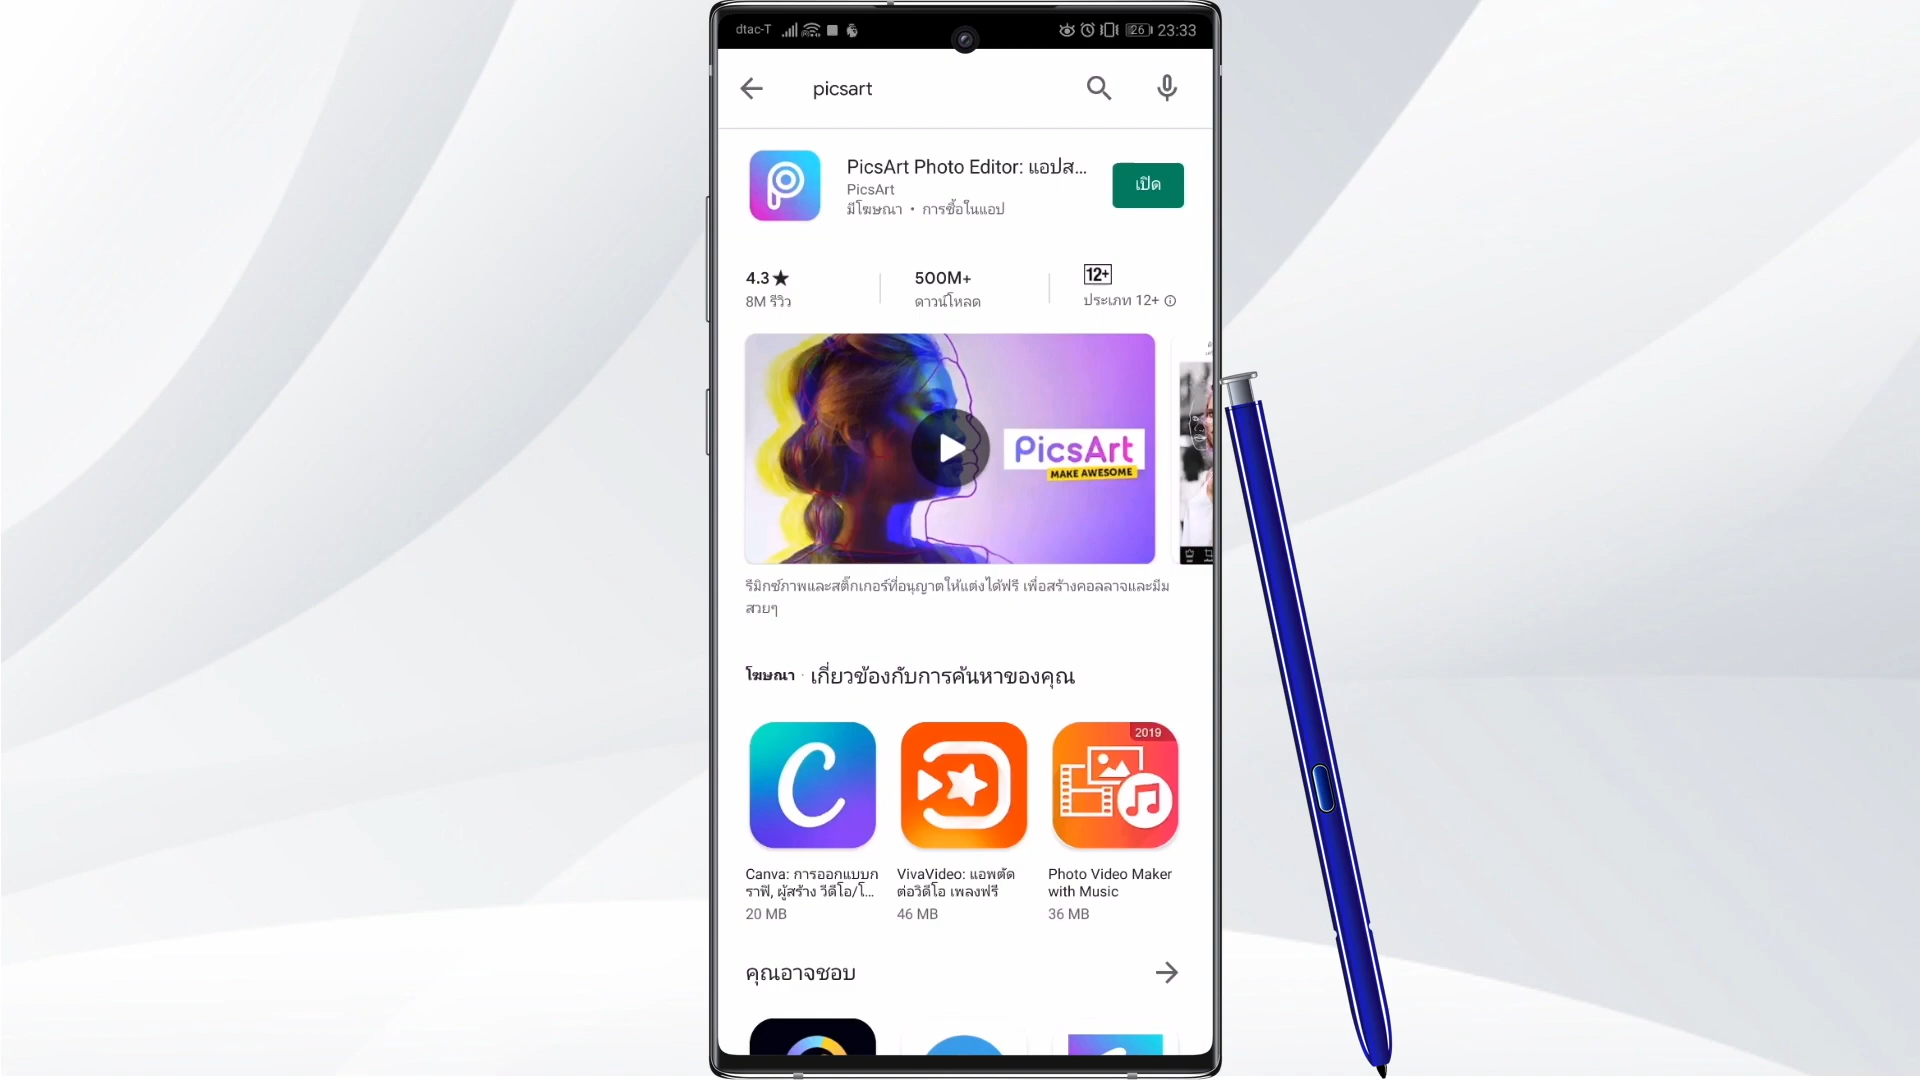 dtac-T
26 23:33
picsart
PicsArt Photo Editor: แอปส...
PicsArt
มีโฆษณา • การซื้อในแอป
เปิด
4.3★
8M รีวิว
500M+
ดาวน์โหลด
12+
ประเภท 12+
PicsArt
MAKE AWESOME
รีมิกซ์ภาพและสติ๊กเกอร์ที่อนุญาตให้แต่งได้ฟรี เพื่อสร้างคอลลาจและมีม
สวยๆ
โฆษณา · เกี่ยวข้องกับการค้นหาของคุณ
2019
Canva: การออกแบบก
ราฟิ, ผู้สร้าง วีดีโอ/โ...
20 MB
VivaVideo: แอพตัด
ต่อวิดีโอ เพลงฟรี
46 MB
Photo Video Maker
with Music
36 MB
คุณอาจชอบ